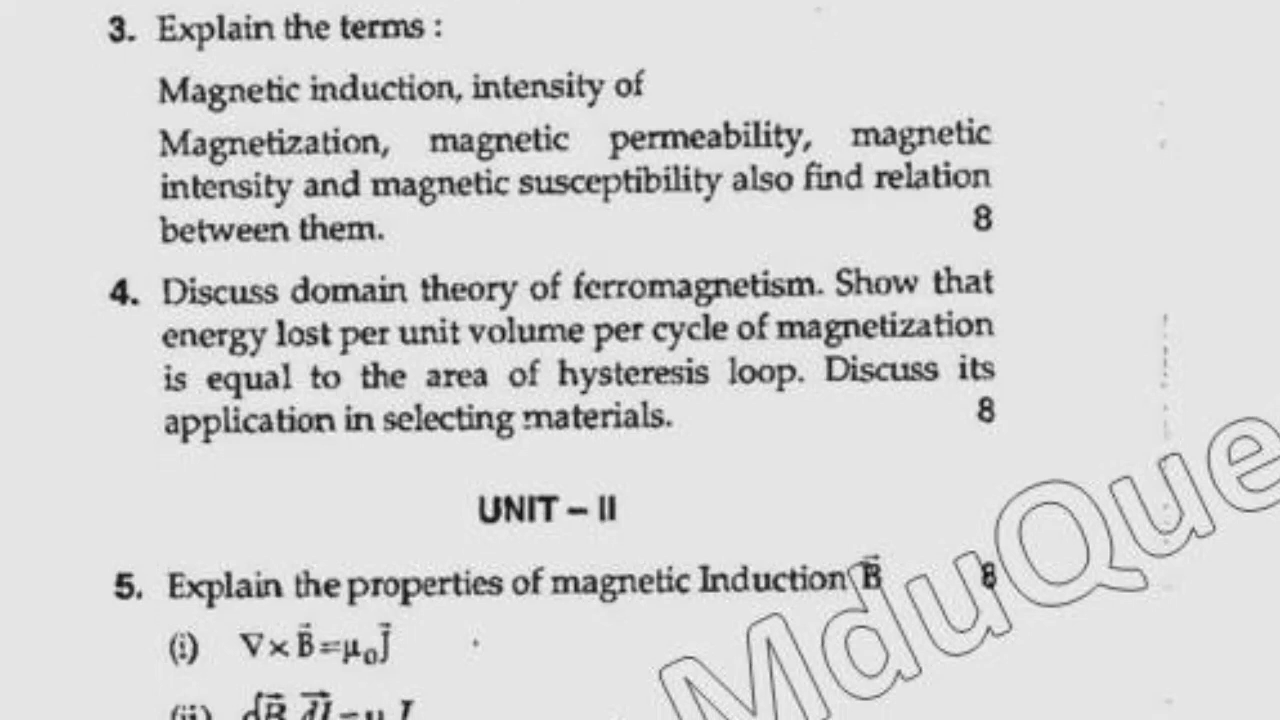 3. Explain the terms :
Magnetic induction, intensity of
Magnetization, magnetic permeability, magnetic
intensity and magnetic susceptibility also find relation
between them. 8
4. Discuss domain theory of ferromagnetism. Show that
energy lost per unit volume per cycle of magnetization
is equal to the area of hysteresis loop. Discuss its
application in selecting materials. 8
UNIT – II
5. Explain the properties of magnetic Induction B⃗ 8
(i) ∇×B⃗=μ₀J⃗
(ii)
MduQue